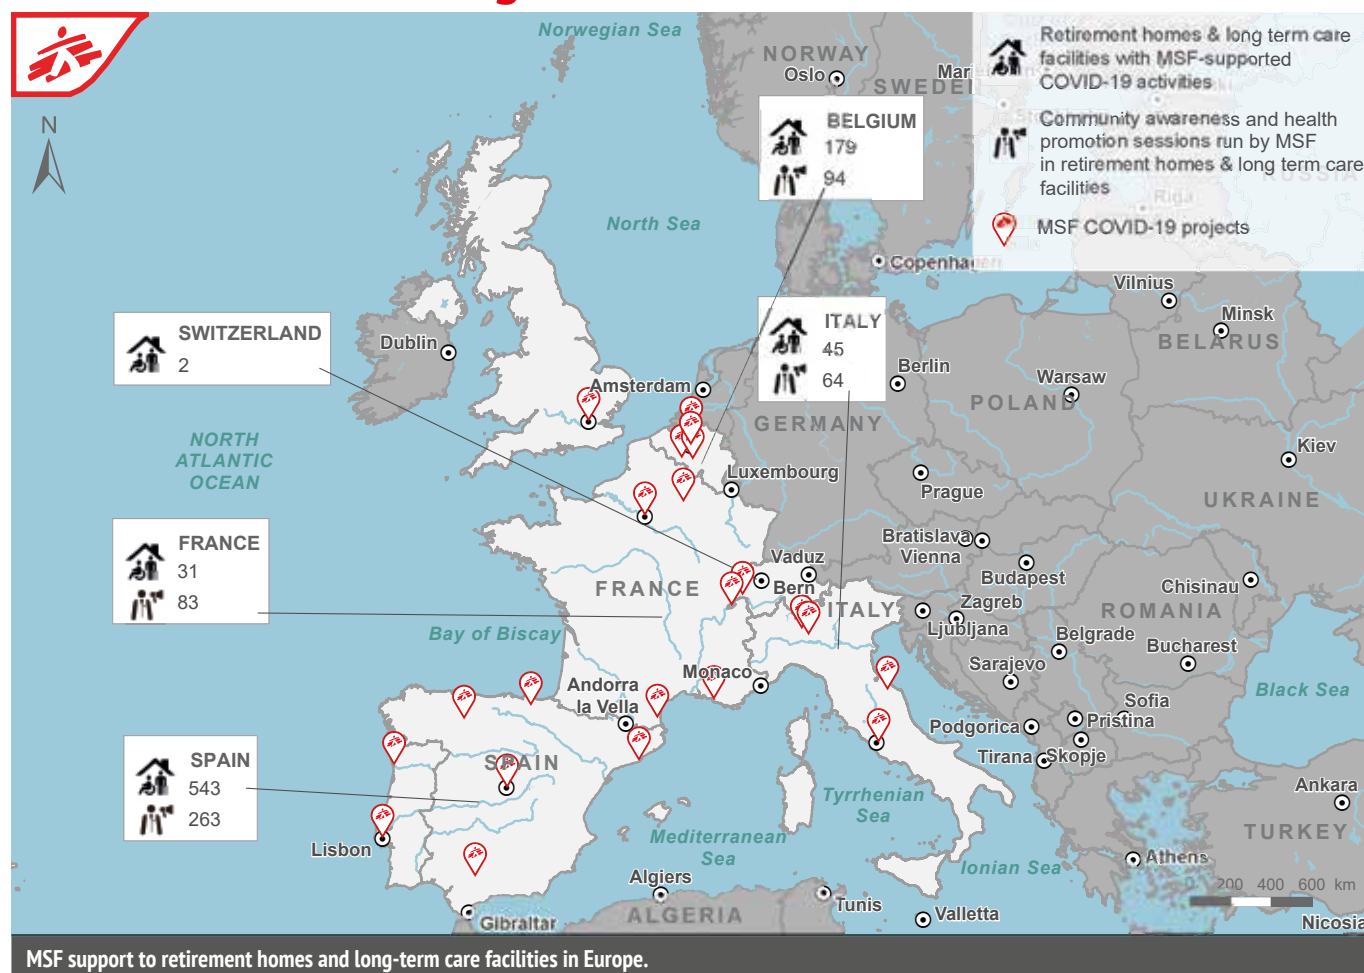 Norwegian Sea
NORWAY
Oslo
SWEDEN
Retirement homes & long term care
facilities with MSF-supported
COVID-19 activities
Community awareness and health
promotion sessions run by MSF
in retirement homes & long term care
facilities
MSF COVID-19 projects
RUSSIA
Riga
N
BELGIUM
179
94
North Sea
Copenhagen
Vilnius
Minsk
BELARUS
SWITZERLAND
2
Dublin
ITALY
45
64
Amsterdam
Berlin
Warsaw
POLAND
GERMANY
NORTH
ATLANTIC
OCEAN
Luxembourg
Prague
Kiev
UKRAINE
FRANCE
31
83
Bratislava
Vienna
Vaduz
Bern
Budapest
Chisinau
FRANCE
ITALY
Zagreb
Ljubljana
ROMANIA
Bay of Biscay
Belgrade
Bucharest
Sarajevo
Monaco
Andorra
la Vella
Black Sea
Sofia
Podgorica
Pristina
Tirana
Skopje
SPAIN
543
263
SPAIN
Ankara
Tyrrhenian
Sea
TURKEY
Mediterranean
Sea
Lisbon
Athens
Ionian Sea
Algiers
Tunis
0 200 400 600 km
ALGERIA
Valletta
Gibraltar
Nicosia
MSF support to retirement homes and long-term care facilities in Europe.